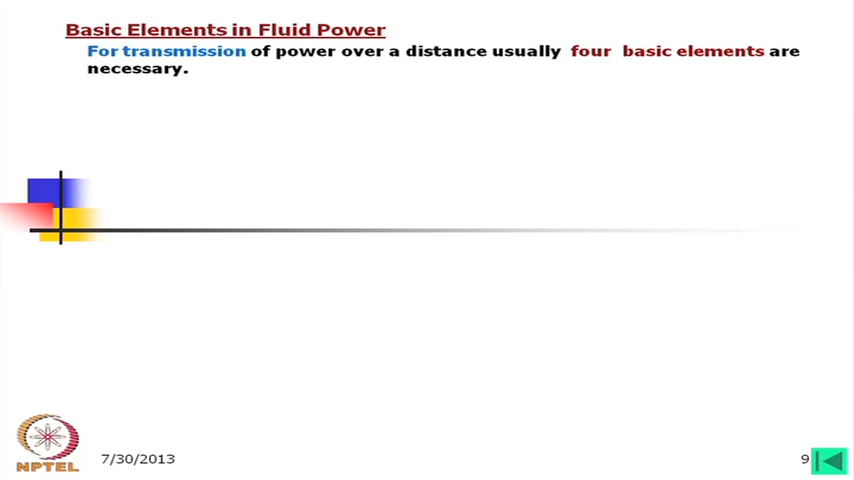 Basic Elements in Fluid Power
For transmission of power over a distance usually four basic elements are
necessary.
NPTEL
7/30/2013
9